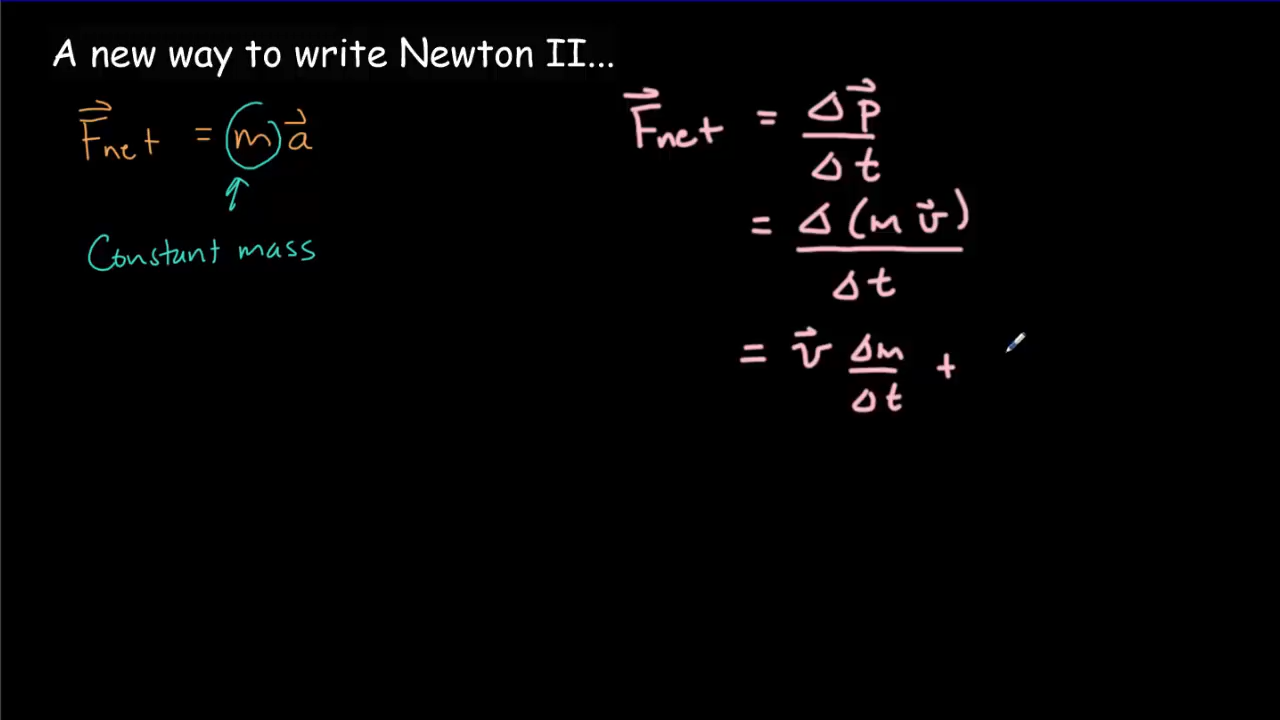 A new way to write Newton II...
F⃗net = m a⃗
Constant mass
F⃗net = Δp⃗ / Δt
= Δ(m v⃗) / Δt
= v⃗ Δm / Δt +